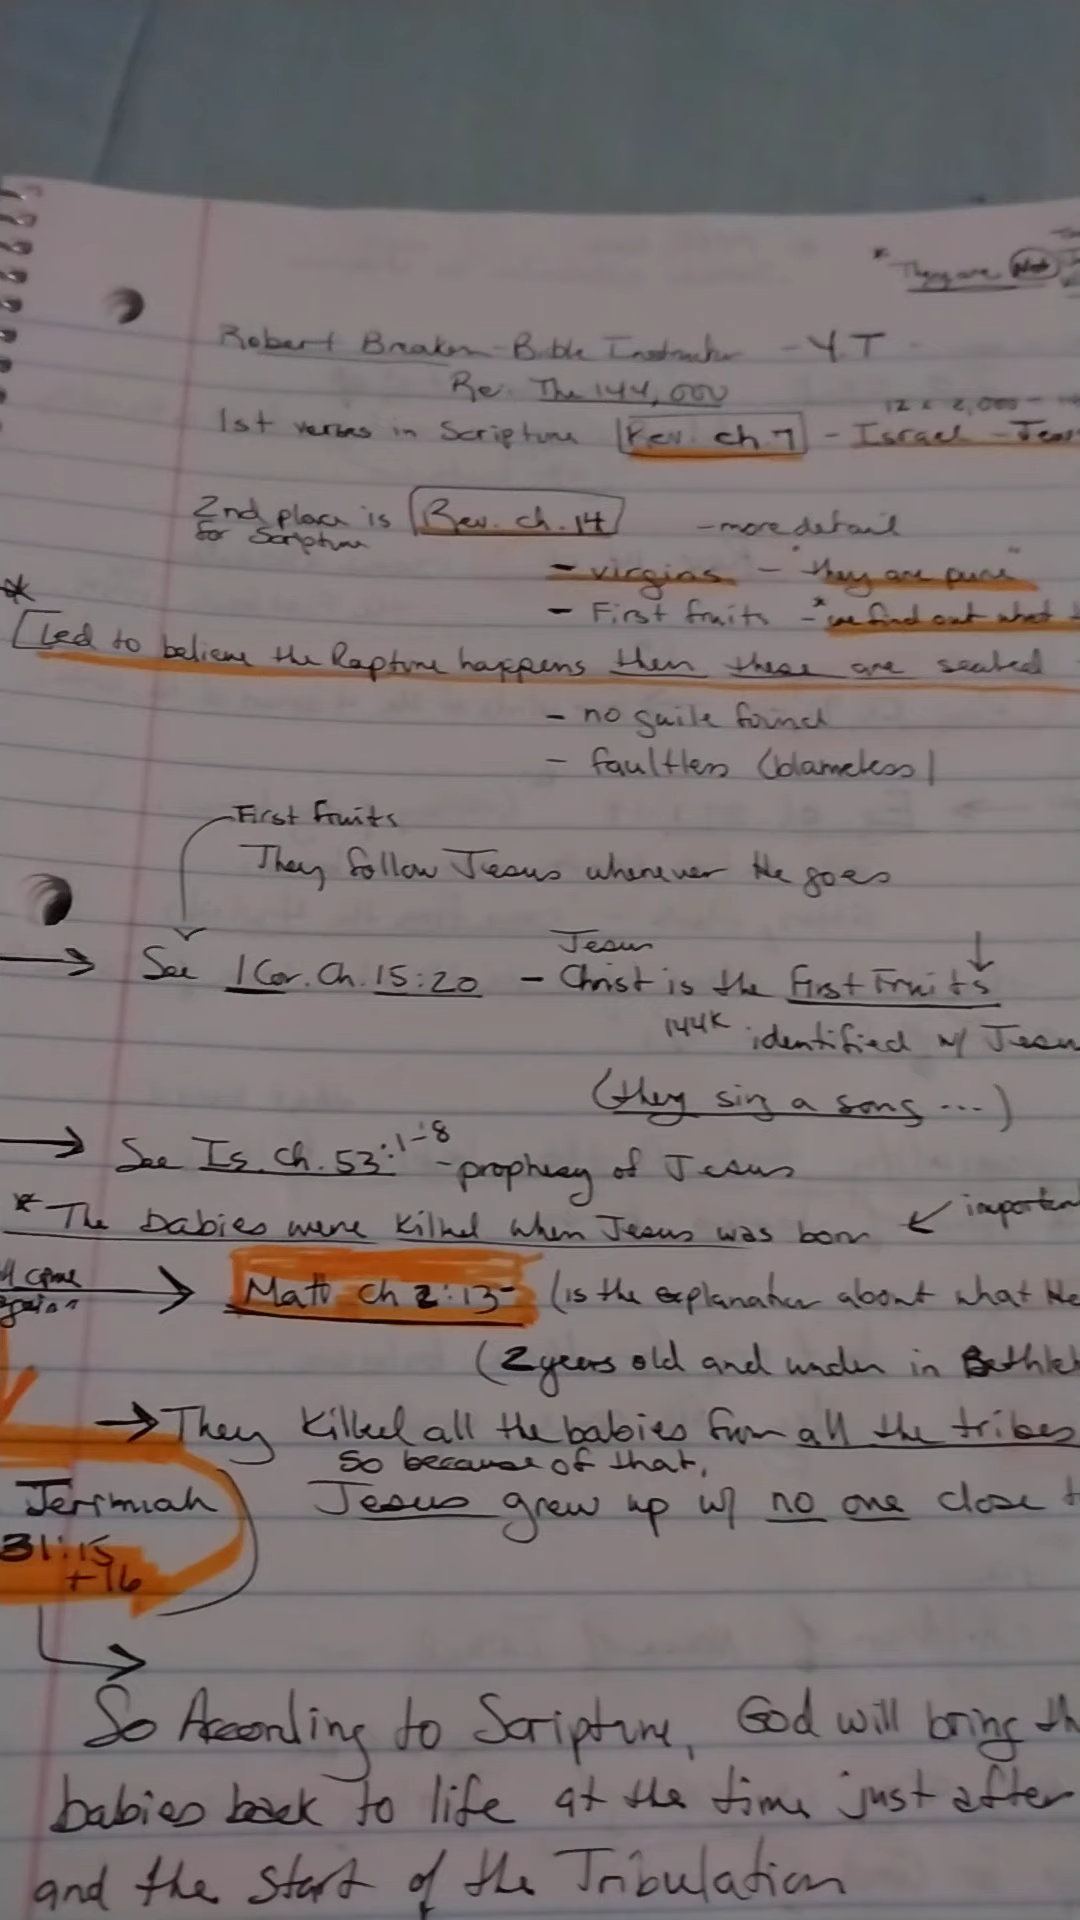 * They are Not
Robert Breaker - Bible Instructor - Y.T -
Re: The 144,000
12 x 2,000 -
1st verses in Scripture Rev. ch. 7 - Israel -
2nd place is Rev. ch. 14 - more detail
for Scripture
- virgins - "they are pure"
*
- First fruits - * we find out what
[Led to believe the Rapture happens then these are sealed
- no guile found
- faultless (blameless)
First fruits
They follow Jesus whenever He goes
Jesus
→ See 1 Cor. Ch. 15:20 - Christ is the First Fruits
144K identified w/
(they sing a song ...)
→ See Is. Ch. 53:1-8 - prophesy of Jesus
* The babies were killed when Jesus was born ←
→ Matt Ch 2:13- (is the explanation about what
again
(2 years old and under in
→ They killed all the babies from all the tribes
so because of that,
Jerimiah Jesus grew up w/ no one close
31:15
+ 16
So According to Scripture, God will bring
babies back to life at the time just after
and the start of the Tribulation